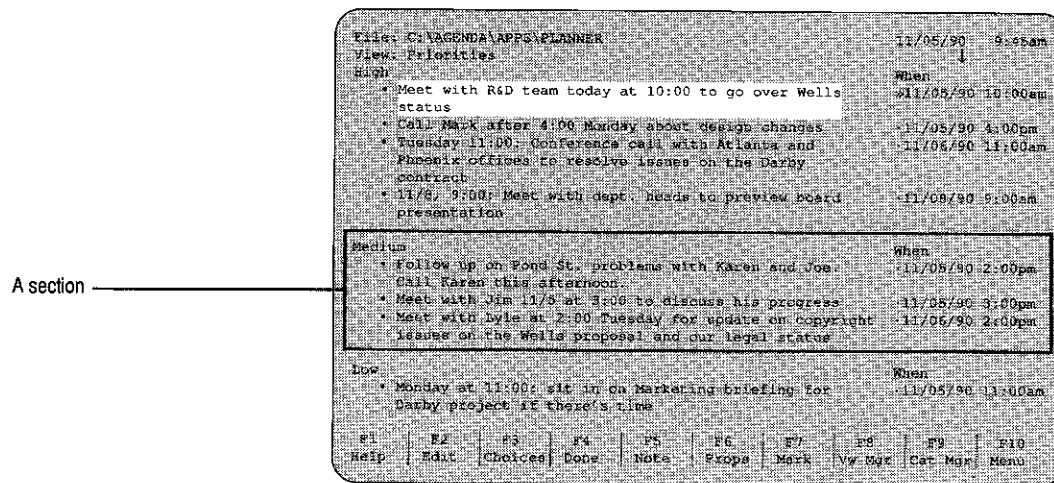 File: C:\AGENDA\APPS\PLANNER 11/05/90 9:45am
View: Priorities
High When
• Meet with R&D team today at 10:00 to go over Wells »11/05/90 10:00am
status
• Call Mark after 4:00 Monday about design changes ·11/05/90 4:00pm
• Tuesday 11:00: Conference call with Atlanta and ·11/06/90 11:00am
Phoenix offices to resolve issues on the Darby
contract
• 11/8, 9:00: Meet with dept. heads to preview board ·11/08/90 9:00am
presentation
Medium When
• Follow up on Pond St. problems with Karen and Joe. ·11/05/90 2:00pm
Call Karen this afternoon.
A section
• Meet with Jim 11/5 at 3:00 to discuss his progress ·11/05/90 3:00pm
• Meet with Lyle at 2:00 Tuesday for update on copyright ·11/06/90 2:00pm
issues on the Wells proposal and our legal status
Low When
• Monday at 11:00: sit in on Marketing briefing for ·11/05/90 11:00am
Darby project if there's time
F1 F2 F3 F4 F5 F6 F7 F8 F9 F10
Help Edit Choices Done Note Props Mark Vw Mgr Cat Mgr Menu